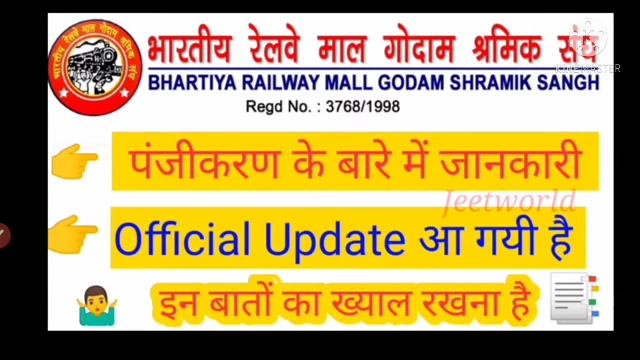 भारतीय रेलवे माल गोदाम श्रमिक संघ
BHARTIYA RAILWAY MALL GODAM SHRAMIK SANGH
Regd No. : 3768/1998
पंजीकरण के बारे में जानकारी
Jeetworld
Official Update आ गयी है
इन बातों का ख्याल रखना है